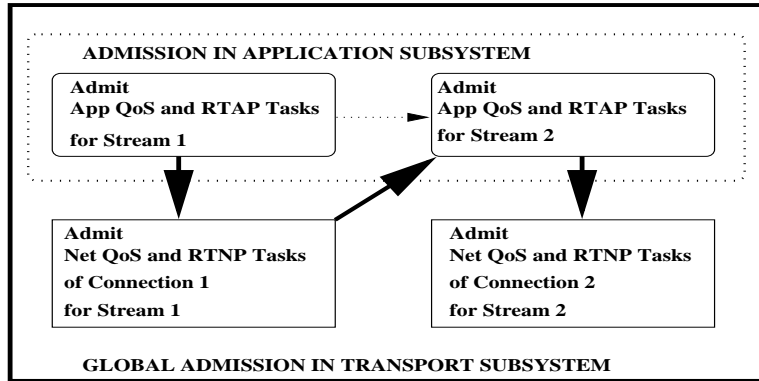 ADMISSION IN APPLICATION SUBSYSTEM
Admit
App QoS and RTAP Tasks
for Stream 1
Admit
App QoS and RTAP Tasks
for Stream 2
Admit
Net QoS and RTNP Tasks
of Connection 1
for Stream 1
Admit
Net QoS and RTNP Tasks
of Connection 2
for Stream 2
GLOBAL ADMISSION IN TRANSPORT SUBSYSTEM